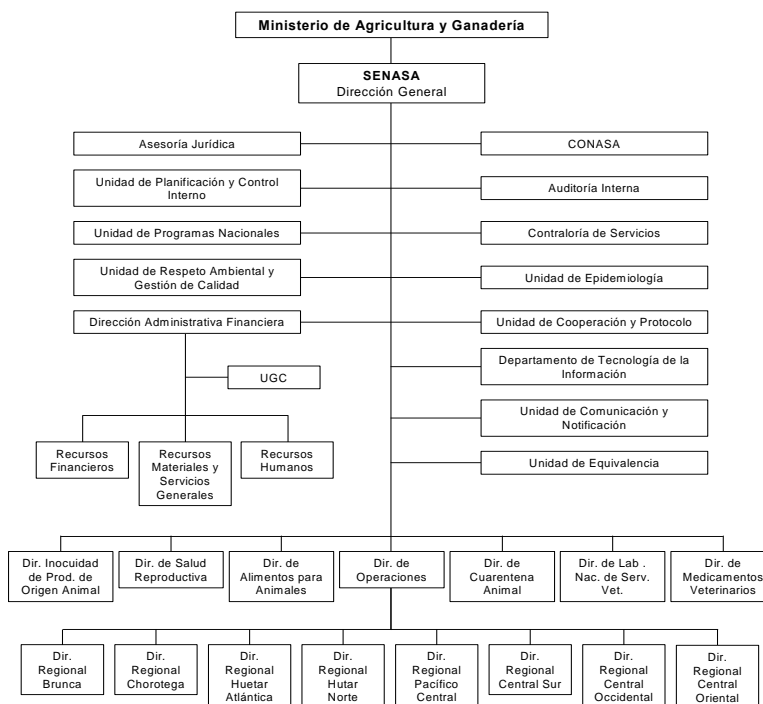 Ministerio de Agricultura y Ganadería
SENASA
Dirección General
Asesoría Jurídica
CONASA
Unidad de Planificación y Control
Interno
Auditoría Interna
Unidad de Programas Nacionales
Contraloría de Servicios
Unidad de Respeto Ambiental y
Gestión de Calidad
Unidad de Epidemiología
Dirección Administrativa Financiera
Unidad de Cooperación y Protocolo
Departamento de Tecnología de la
Información
UGC
Unidad de Comunicación y
Notificación
Recursos
Financieros
Recursos
Materiales y
Servicios
Generales
Recursos
Humanos
Unidad de Equivalencia
Dir. Inocuidad
de Prod. de
Origen Animal
Dir. de Salud
Reproductiva
Dir. de
Alimentos para
Animales
Dir. de
Operaciones
Dir. de
Cuarentena
Animal
Dir. de Lab .
Nac. de Serv.
Vet.
Dir. de
Medicamentos
Veterinarios
Dir.
Regional
Brunca
Dir.
Regional
Chorotega
Dir.
Regional
Huetar
Atlántica
Dir.
Regional
Hutar
Norte
Dir.
Regional
Pacífico
Central
Dir.
Regional
Central Sur
Dir.
Regional
Central
Occidental
Dir.
Regional
Central
Oriental